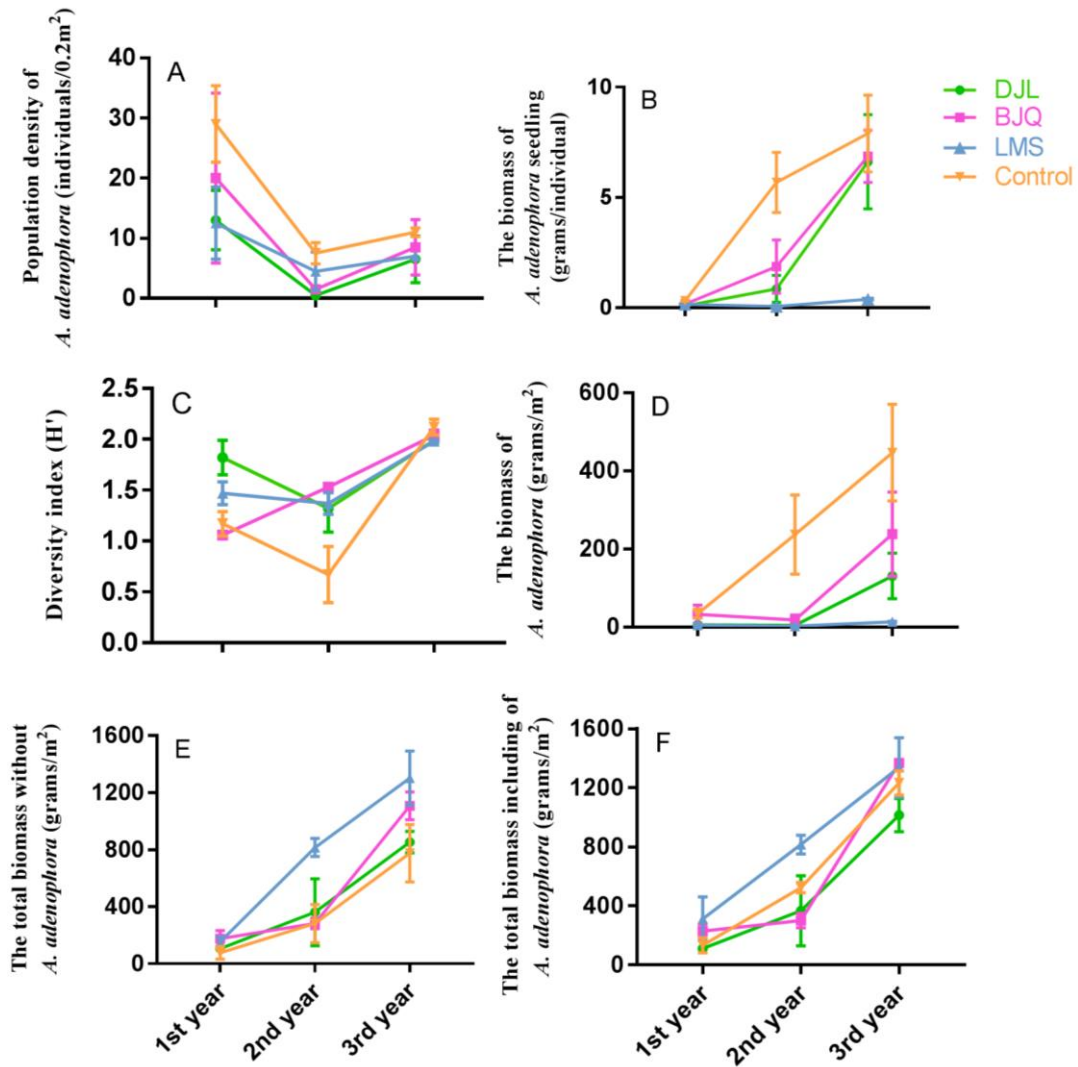 Population density of
A. adenophora (individuals/0.2m²)
40
30
20
10
0
A
The biomass of
A. adenophora seedling
(grams/individual)
10
5
0
B
DJL
BJQ
LMS
Control
Diversity index (H')
2.5
2.0
1.5
1.0
0.5
0.0
C
The biomass of
A. adenophora (grams/m²)
600
400
200
0
D
The total biomass without
A. adenophora (grams/m²)
1600
1200
800
400
0
E
1st year
2nd year
3rd year
The total biomass including of
A. adenophora (grams/m²)
1600
1200
800
400
0
F
1st year
2nd year
3rd year